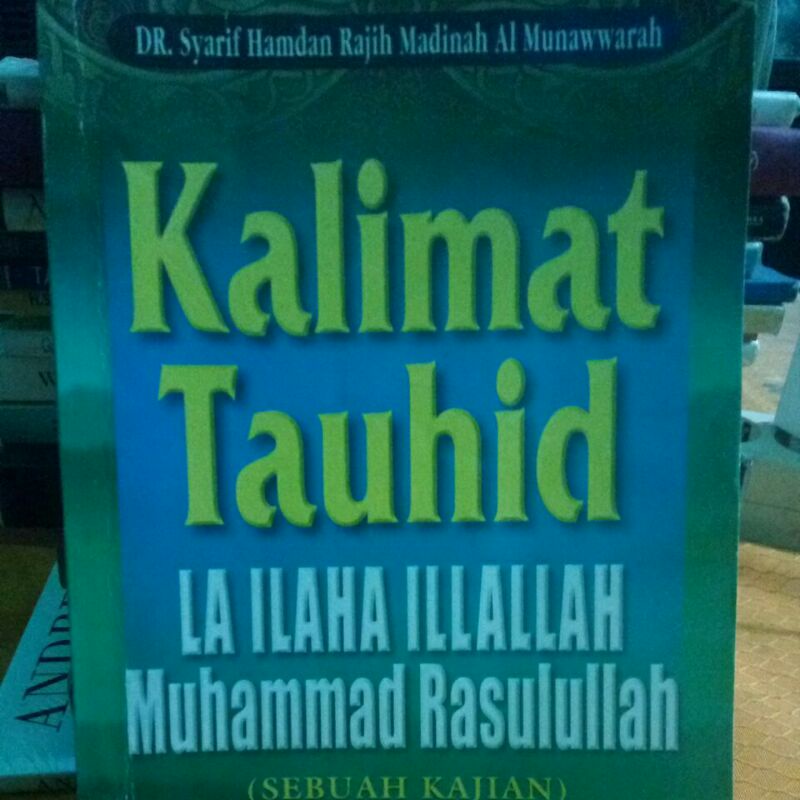 DR. Syarif Hamdan Rajih Madinah Al Munawwarah
Kalimat
Tauhid
LA ILAHA ILLALLAH
Muhammad Rasulullah
(SEBUAH KAJIAN)